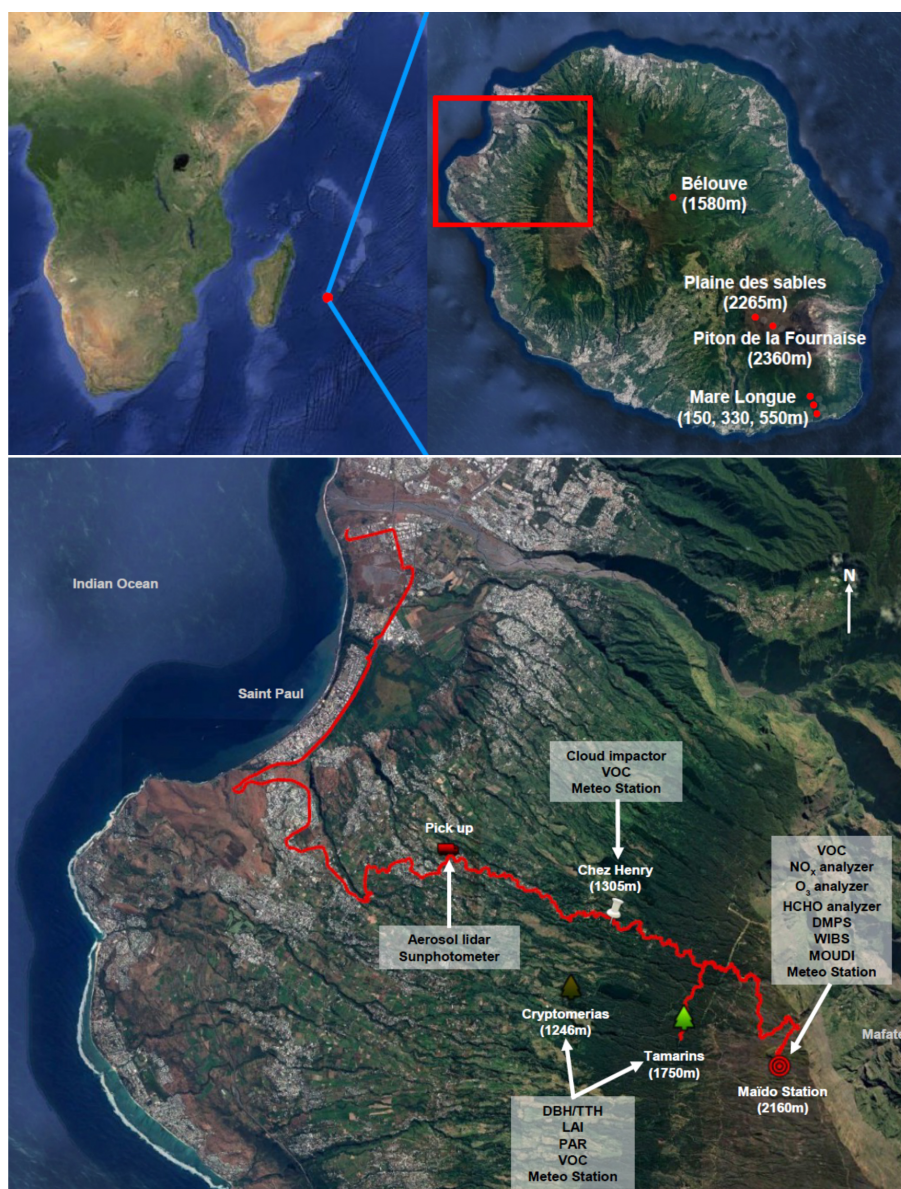 Bélouve
(1580m)
Plaine des sables
(2265m)
Piton de la Fournaise
(2360m)
Mare Longue
(150, 330, 550m)
Indian Ocean
N
Saint Paul
Cloud impactor
VOC
Meteo Station
Pick up
Chez Henry
(1305m)
VOC
NOx analyzer
O3 analyzer
HCHO analyzer
DMPS
WIBS
MOUDI
Meteo Station
Aerosol lidar
Sunphotometer
Cryptomerias
(1246m)
Tamarins
(1750m)
Mafate
Maïdo Station
(2160m)
DBH/TTH
LAI
PAR
VOC
Meteo Station